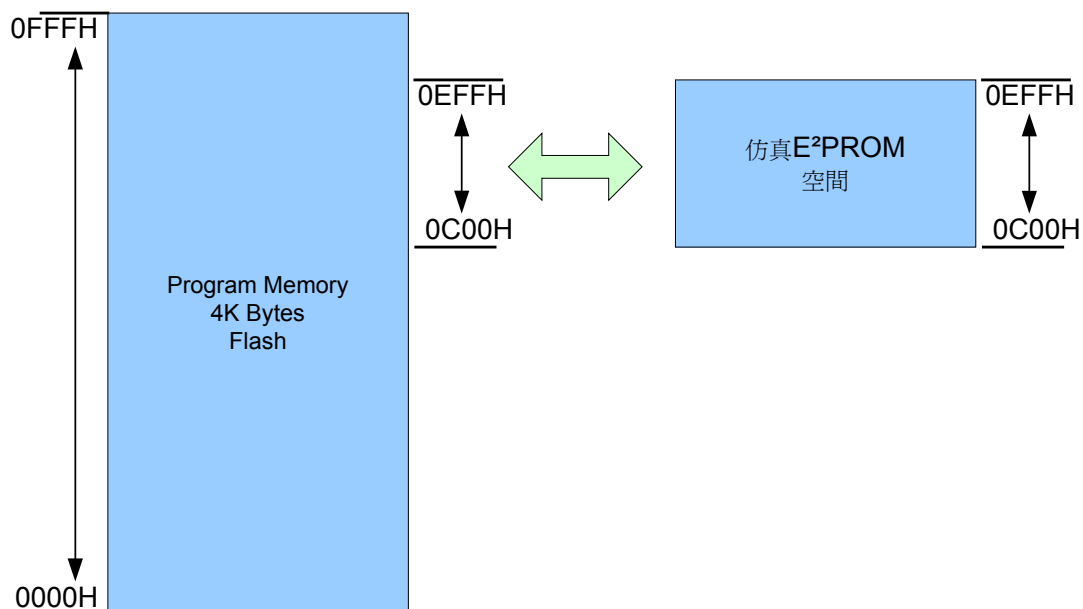 0FFFH
0EFFH
0C00H
Program Memory
4K Bytes
Flash
0000H
0EFFH
仿真E²PROM
空間
0C00H